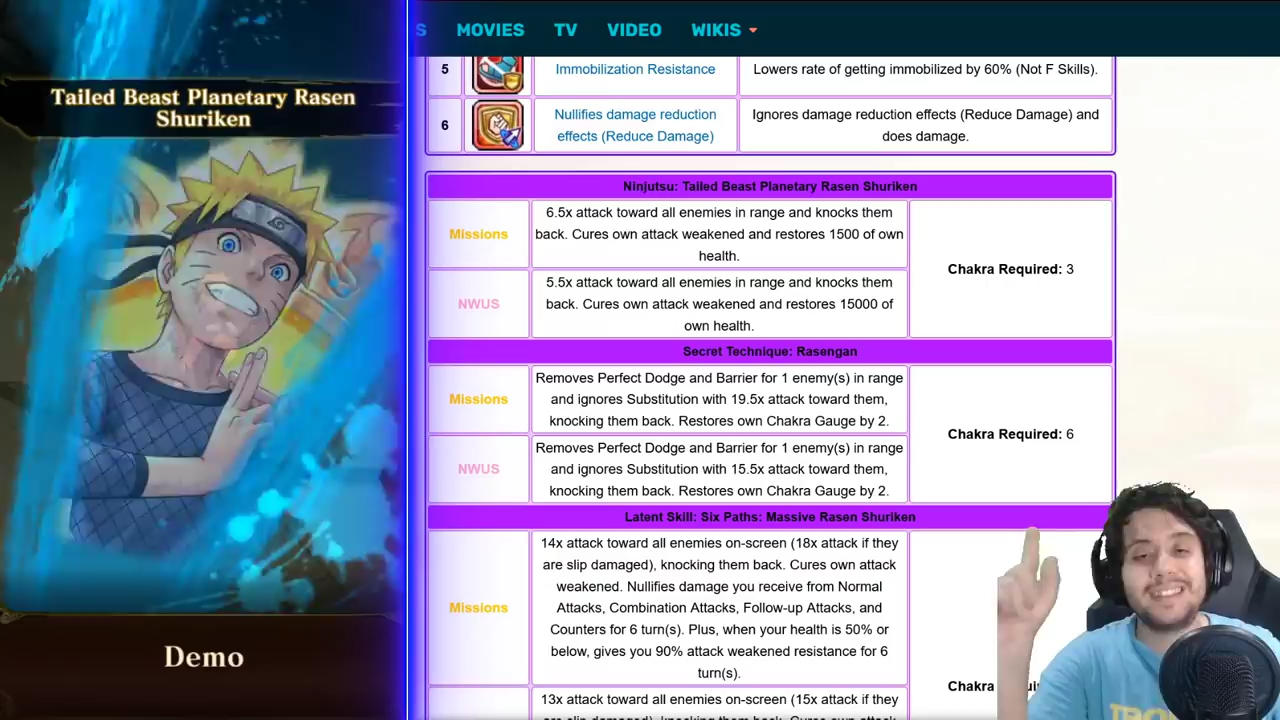 Tailed Beast Planetary Rasen
Shuriken
Demo
S MOVIES TV VIDEO WIKIS
5
Immobilization Resistance
Lowers rate of getting immobilized by 60% (Not F Skills).
6
Nullifies damage reduction
effects (Reduce Damage)
Ignores damage reduction effects (Reduce Damage) and
does damage.
Ninjutsu: Tailed Beast Planetary Rasen Shuriken
Missions
6.5x attack toward all enemies in range and knocks them
back. Cures own attack weakened and restores 1500 of own
health.
Chakra Required: 3
NWUS
5.5x attack toward all enemies in range and knocks them
back. Cures own attack weakened and restores 15000 of
own health.
Secret Technique: Rasengan
Missions
Removes Perfect Dodge and Barrier for 1 enemy(s) in range
and ignores Substitution with 19.5x attack toward them,
knocking them back. Restores own Chakra Gauge by 2.
Chakra Required: 6
NWUS
Removes Perfect Dodge and Barrier for 1 enemy(s) in range
and ignores Substitution with 15.5x attack toward them,
knocking them back. Restores own Chakra Gauge by 2.
Latent Skill: Six Paths: Massive Rasen Shuriken
Missions
14x attack toward all enemies on-screen (18x attack if they
are slip damaged), knocking them back. Cures own attack
weakened. Nullifies damage you receive from Normal
Attacks, Combination Attacks, Follow-up Attacks, and
Counters for 6 turn(s). Plus, when your health is 50% or
below, gives you 90% attack weakened resistance for 6
turn(s).
Chakra
13x attack toward all enemies on-screen (15x attack if they
are slip damaged), knocking them back. Cures own attack